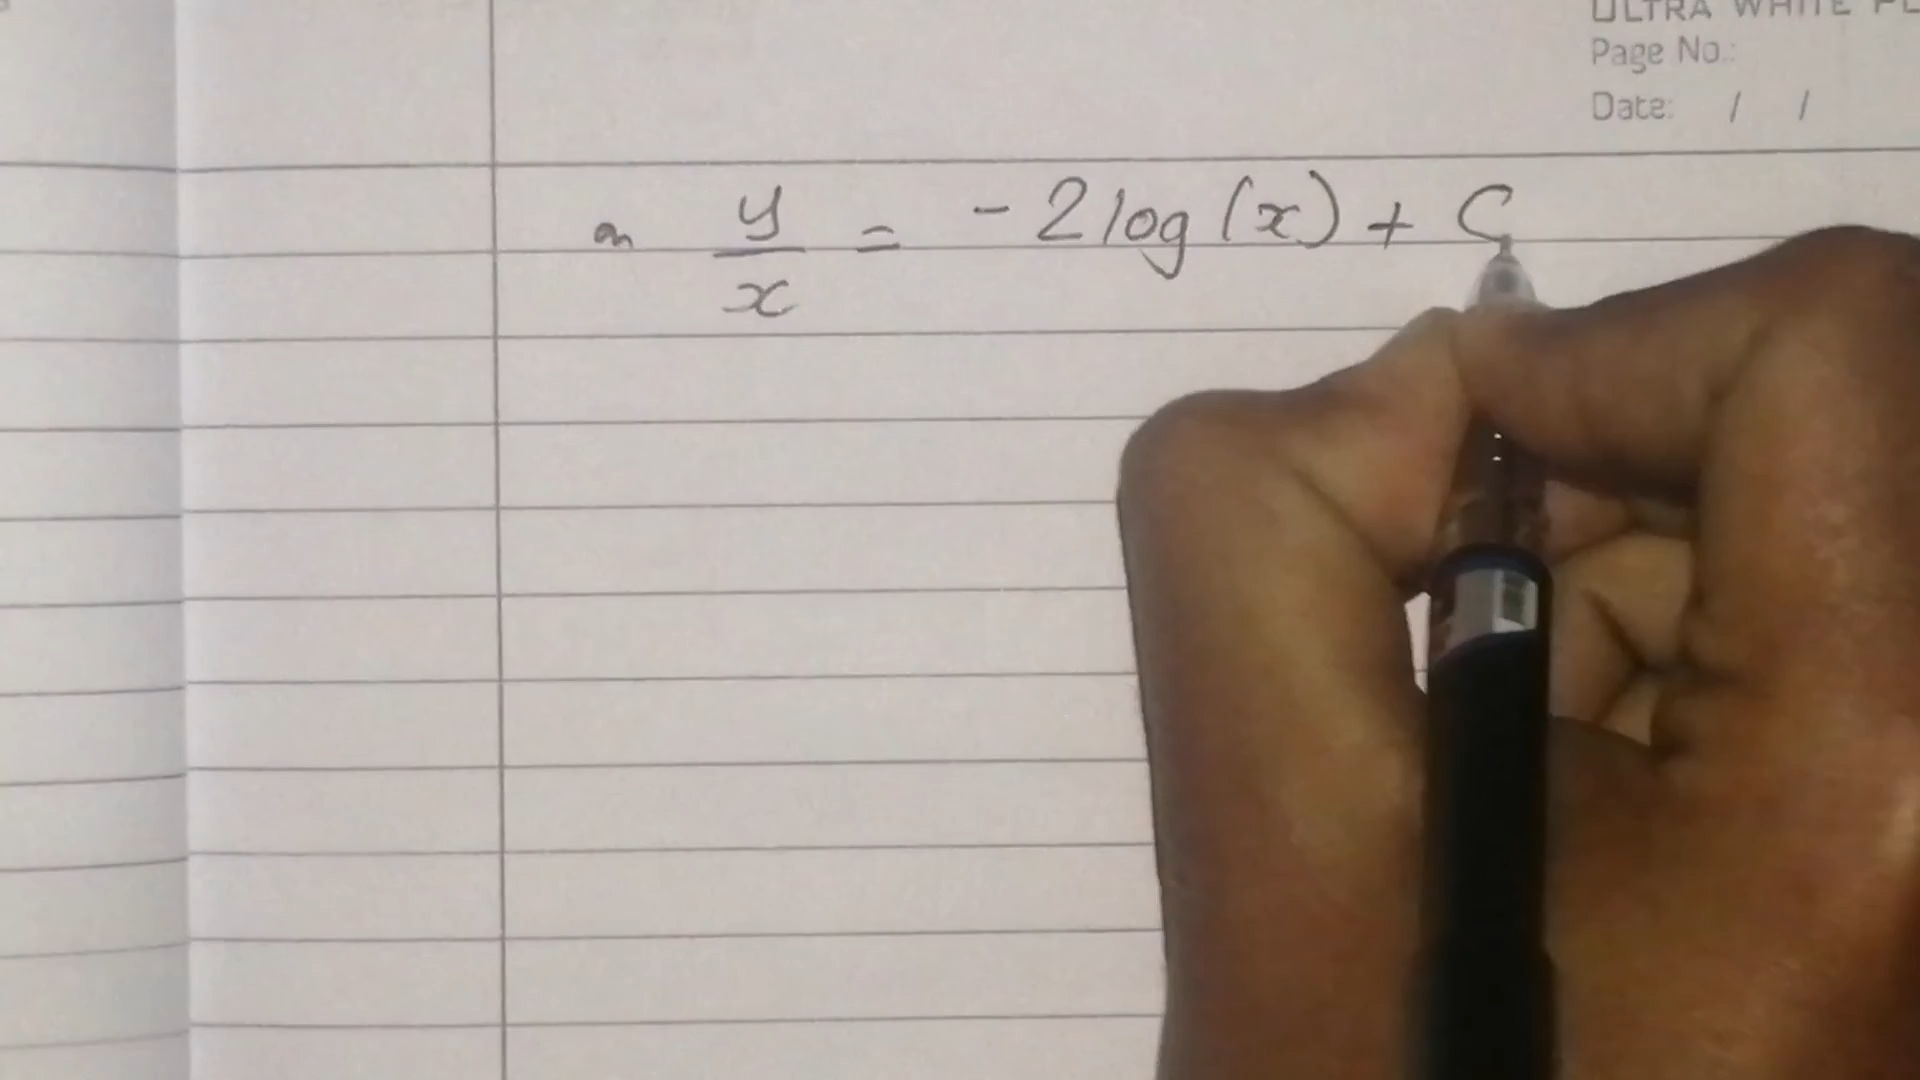 ULTRA WHITE
Page No.:
Date: / /
y/x = -2 log(x) + C